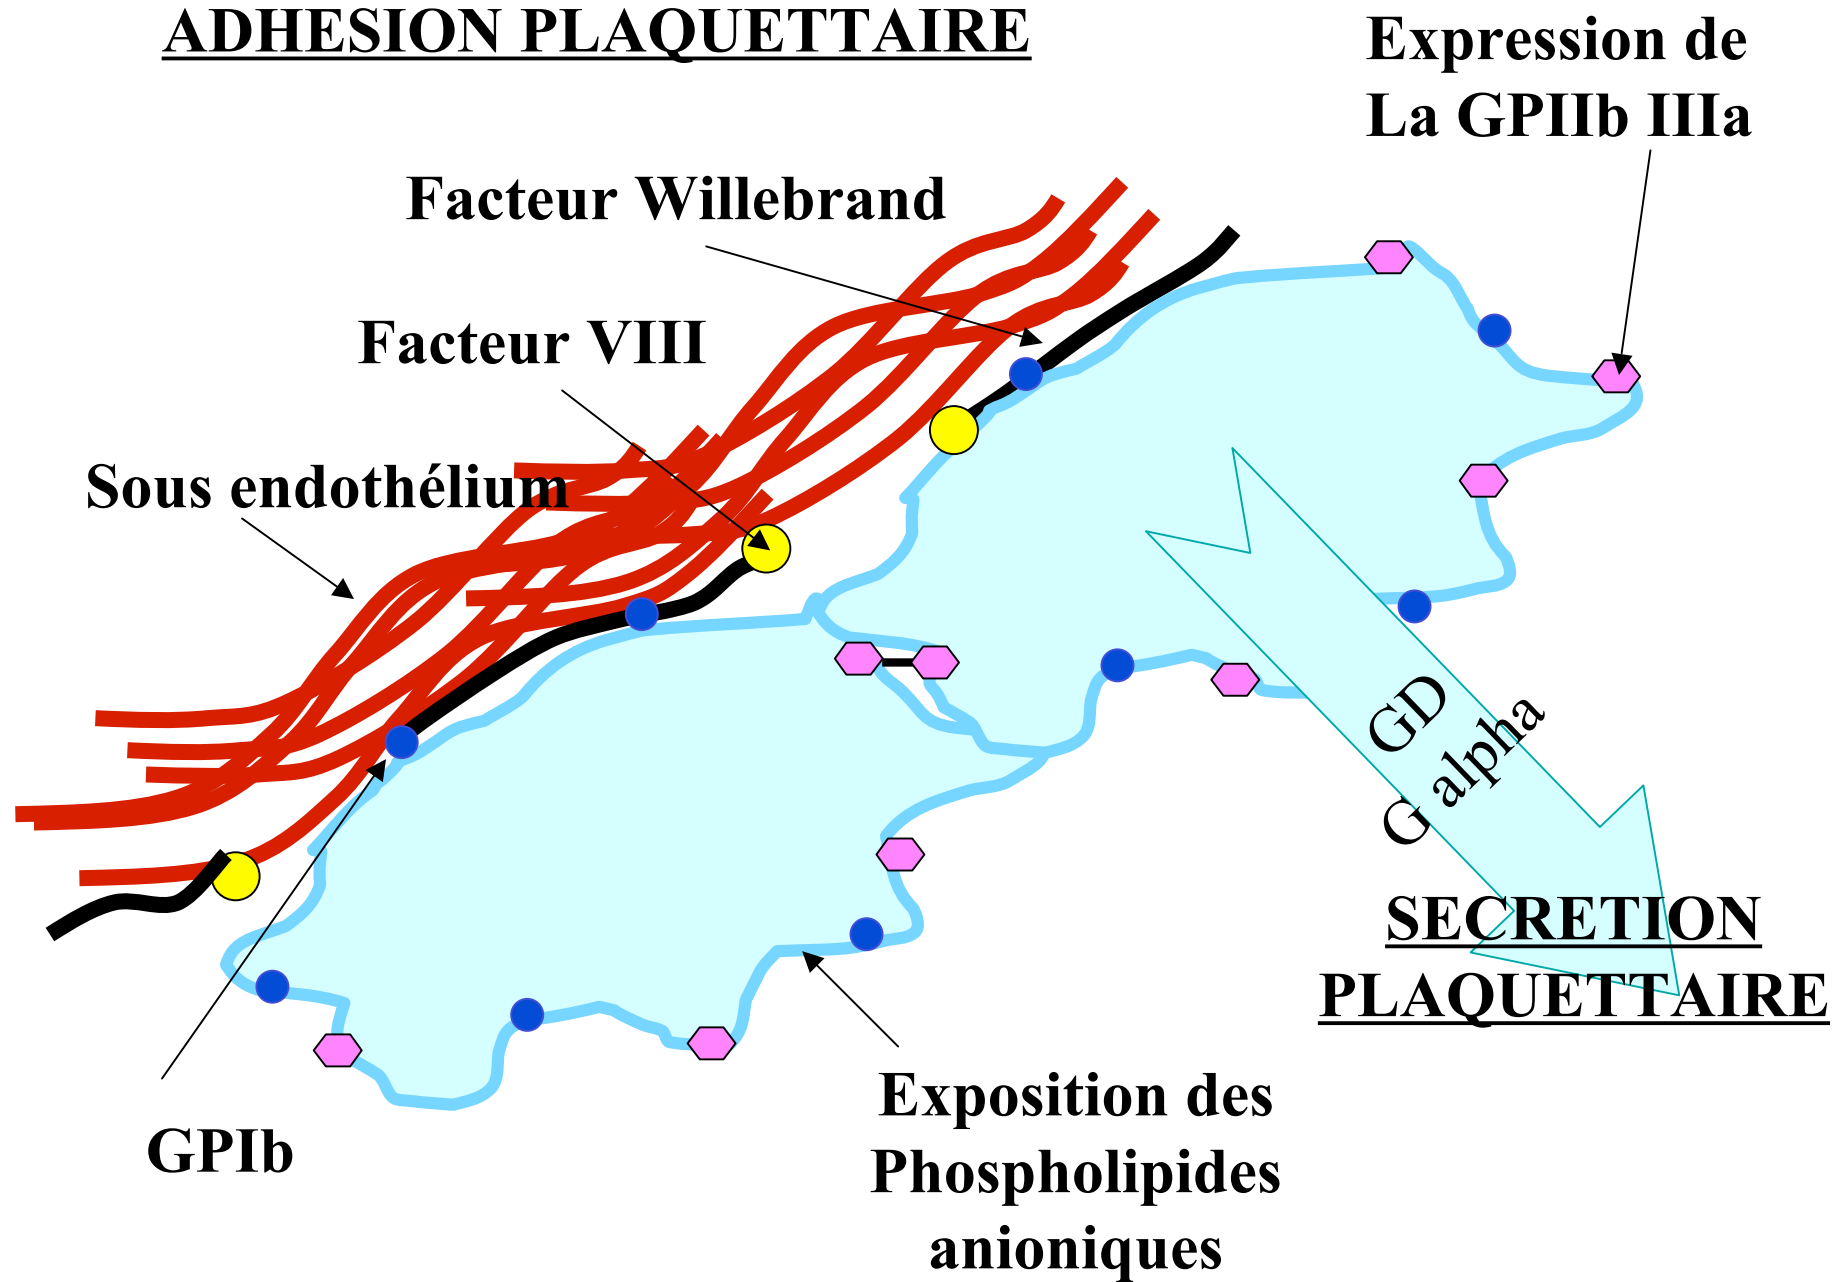 ADHESION PLAQUETTAIRE
Expression de
La GPIIb IIIa
Facteur Willebrand
Facteur VIII
Sous endothélium
GD
G alpha
SECRETION
PLAQUETTAIRE
Exposition des
Phospholipides
anioniques
GPIb